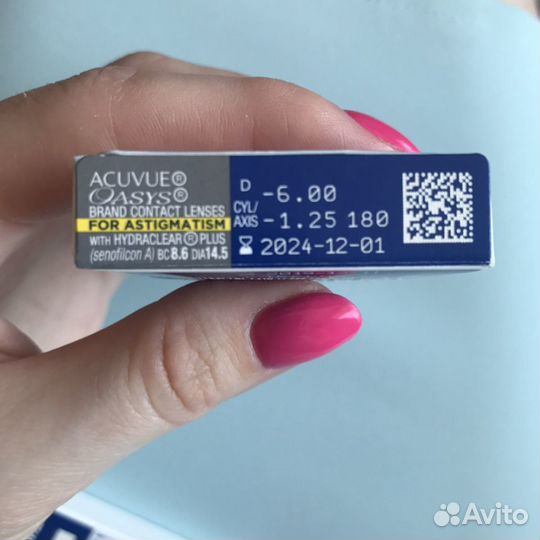 ACUVUE®
OASYS®
BRAND CONTACT LENSES
FOR ASTIGMATISM
WITH HYDRACLEAR® PLUS
(senofilcon A) BC 8.6 DIA 14.5
D -6.00
CYL/
AXIS -1.25 180
2024-12-01
Avito